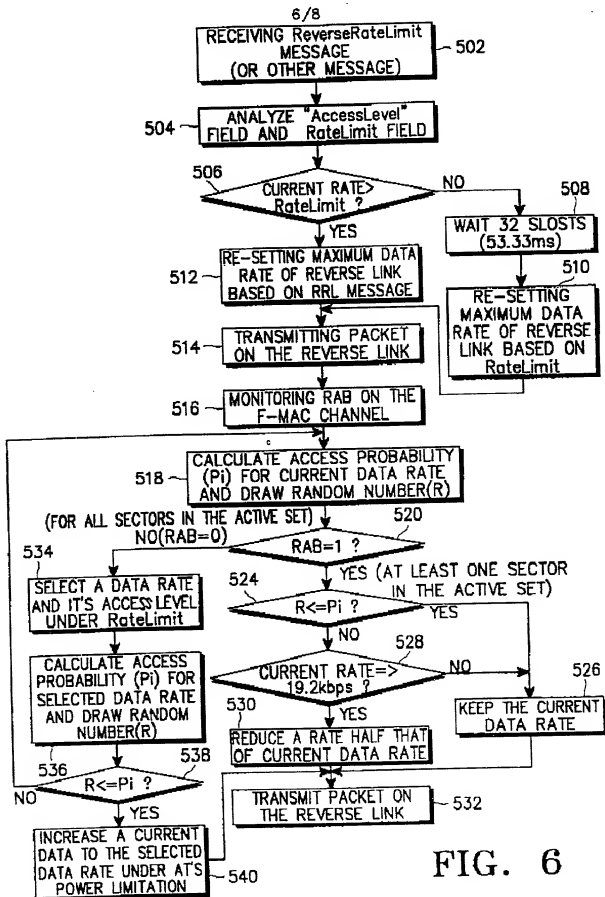 6/8
RECEIVING ReverseRateLimit
MESSAGE
(OR OTHER MESSAGE)
502
504
ANALYZE "AccessLevel"
FIELD AND RateLimit FIELD
506
CURRENT RATE>
RateLimit ?
NO
YES
508
WAIT 32 SLOSTS
(53.33ms)
512
RE-SETTING MAXIMUM DATA
RATE OF REVERSE LINK
BASED ON RRL MESSAGE
510
RE-SETTING
MAXIMUM DATA
RATE OF REVERSE
LINK BASED ON
RateLimit
514
TRANSMITTING PACKET
ON THE REVERSE LINK
516
MONITORING RAB ON THE
F-MAC CHANNEL
518
CALCULATE ACCESS PROBABILITY
(Pi) FOR CURRENT DATA RATE
AND DRAW RANDOM NUMBER(R)
(FOR ALL SECTORS IN THE ACTIVE SET)
NO(RAB=0)
520
RAB=1 ?
YES (AT LEAST ONE SECTOR
IN THE ACTIVE SET)
534
SELECT A DATA RATE
AND IT'S ACCESS LEVEL
UNDER RateLimit
524
R<=Pi ?
YES
NO
CALCULATE ACCESS
PROBABILITY (Pi) FOR
SELECTED DATA RATE
AND DRAW RANDOM
NUMBER(R)
536
528
CURRENT RATE=>
19.2kbps ?
NO
YES
526
KEEP THE CURRENT
DATA RATE
530
REDUCE A RATE HALF THAT
OF CURRENT DATA RATE
538
R<=Pi ?
NO
YES
TRANSMIT PACKET ON
THE REVERSE LINK
532
INCREASE A CURRENT
DATA TO THE SELECTED
DATA RATE UNDER AT'S
POWER LIMITATION
540
FIG. 6